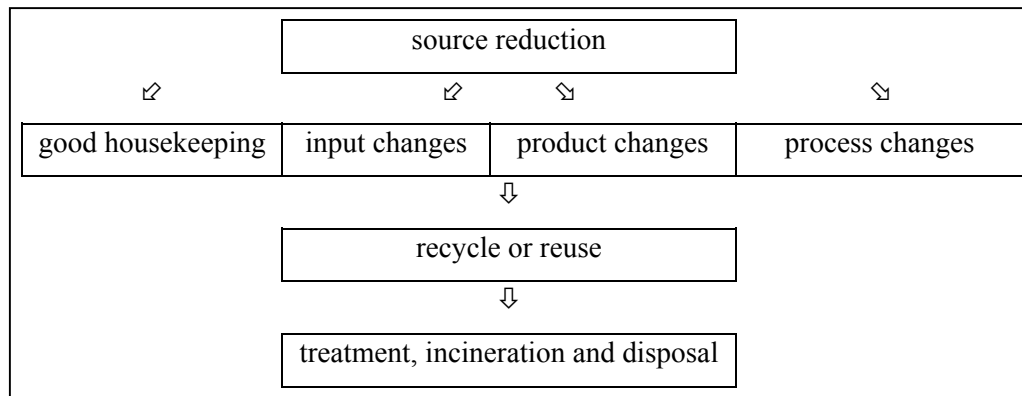 source reduction
good housekeeping input changes product changes process changes
recycle or reuse
treatment, incineration and disposal